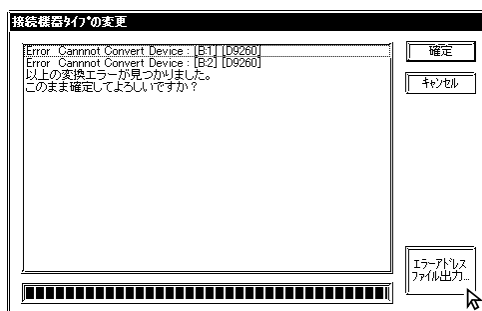 接続機器ﾀｲﾌﾟの変更
Error Cannnot Convert Device : [B:1] [D9260]
Error Cannnot Convert Device : [B:2] [D9260]
以上の変換エラーが見つかりました。
このまま確定してよろしいですか？
確定
ｷｬﾝｾﾙ
ｴﾗｰｱﾄﾞﾚｽ
ﾌｧｲﾙ出力...